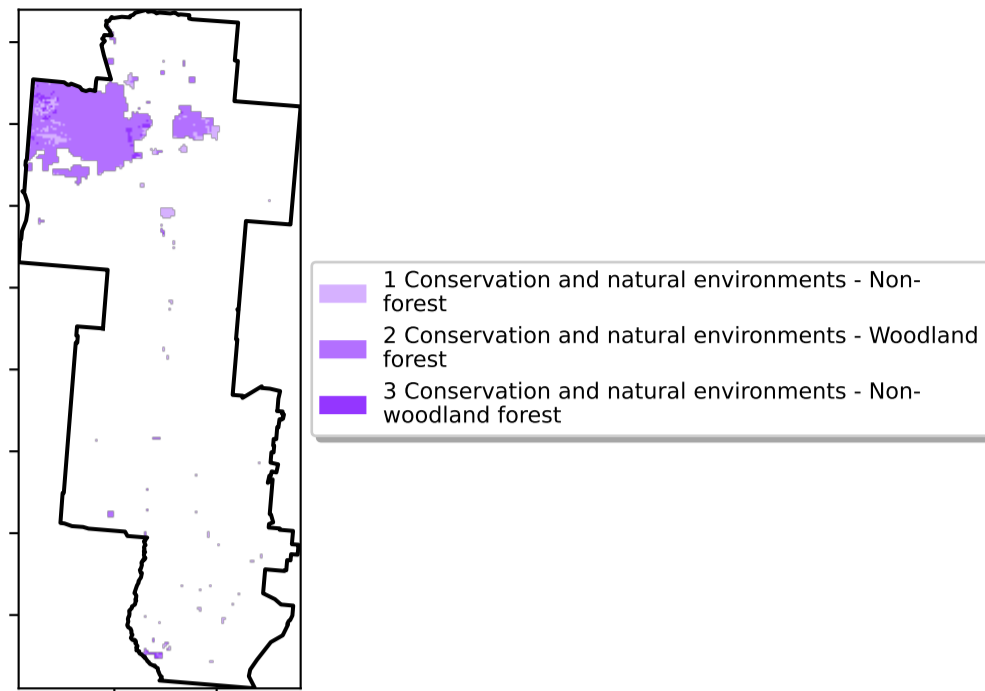 1 Conservation and natural environments - Non-
forest
2 Conservation and natural environments - Woodland
forest
3 Conservation and natural environments - Non-
woodland forest